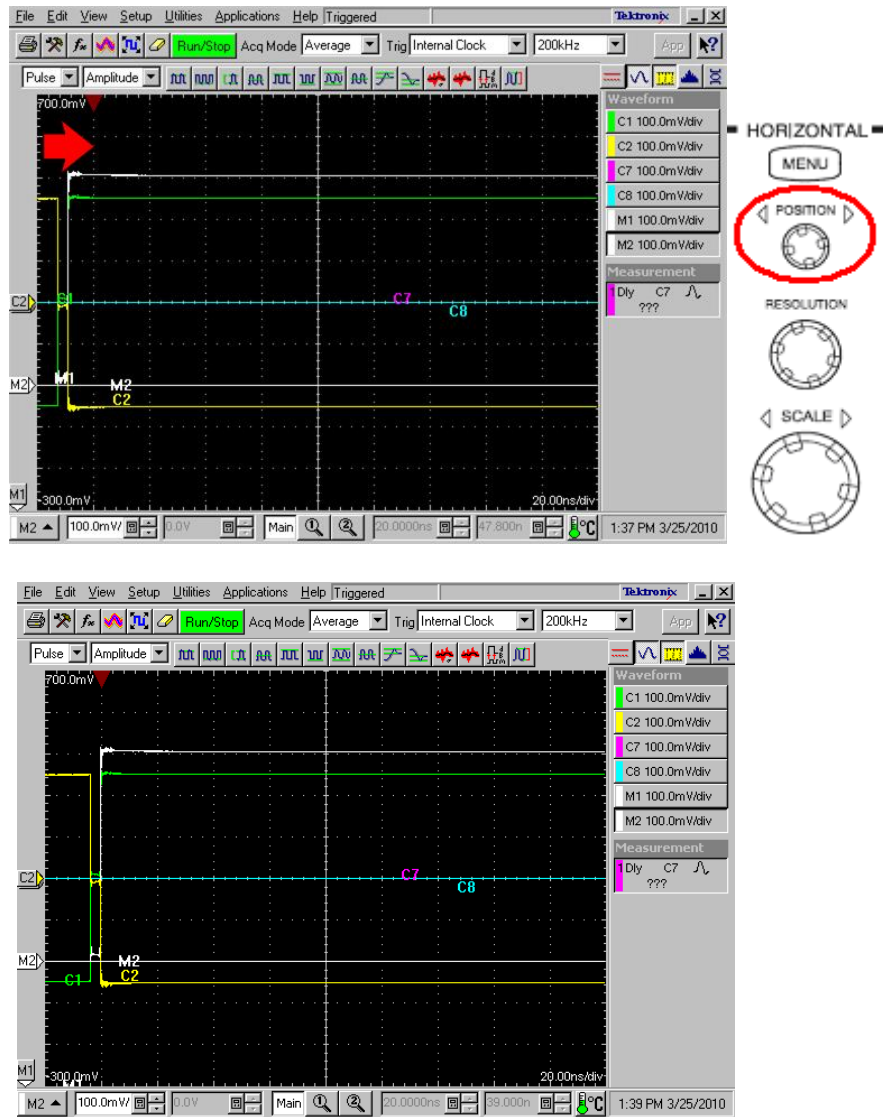 File Edit View Setup Utilities Applications Help Triggered Tektronix
Run/Stop Acq Mode Average Trig Internal Clock 200kHz App
Pulse Amplitude
700.0mV
Waveform
C1 100.0mV/div
C2 100.0mV/div
C7 100.0mV/div
C8 100.0mV/div
M1 100.0mV/div
M2 100.0mV/div
Measurement
1 Dly C7
???
C2
C1
C7
C8
M2
M1
M2
C2
M1
-300.0mV
20.00ns/div
M2 100.0mV/ 0.0V Main 1 2 20.0000ns 47.800n °C 1:37 PM 3/25/2010
HORIZONTAL
MENU
POSITION
RESOLUTION
SCALE
File Edit View Setup Utilities Applications Help Triggered Tektronix
Run/Stop Acq Mode Average Trig Internal Clock 200kHz App
Pulse Amplitude
700.0mV
Waveform
C1 100.0mV/div
C2 100.0mV/div
C7 100.0mV/div
C8 100.0mV/div
M1 100.0mV/div
M2 100.0mV/div
Measurement
1 Dly C7
???
C2
C7
C8
M2
M2
C1
C2
M1
-300.0mV
20.00ns/div
M2 100.0mV/ 0.0V Main 1 2 20.0000ns 39.000n °C 1:39 PM 3/25/2010